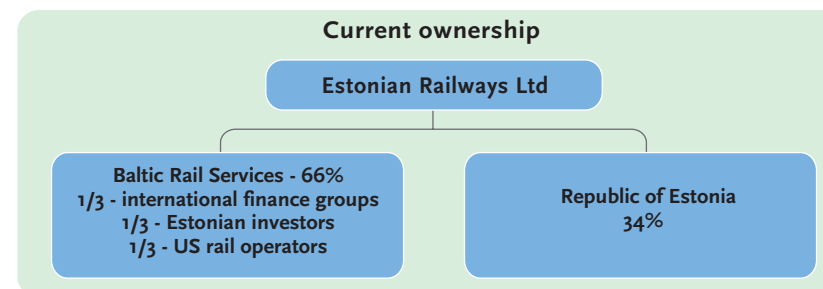 Current ownership
Estonian Railways Ltd
Baltic Rail Services - 66%
1/3 - international finance groups
1/3 - Estonian investors
1/3 - US rail operators
Republic of Estonia
34%